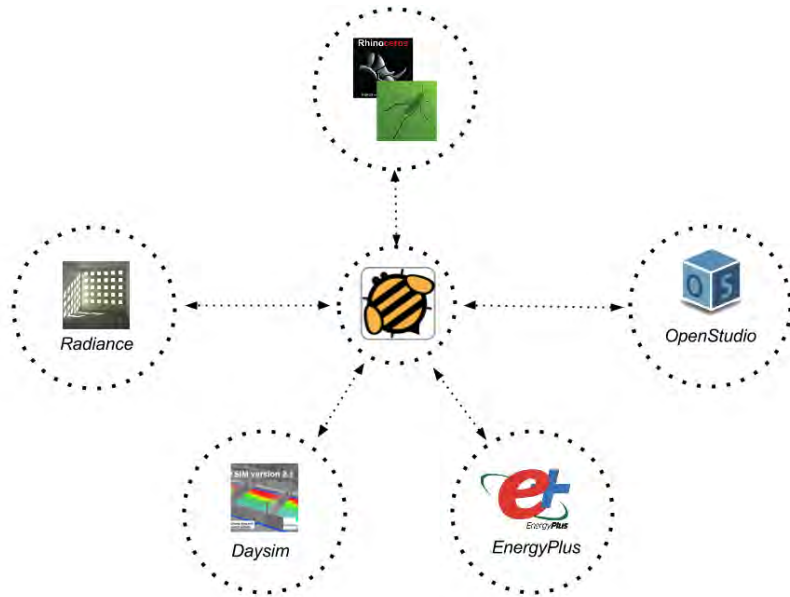 Rhinoceros
OS
Radiance
OpenStudio
SIM version 3.1
EnergyPlus
Daysim
EnergyPlus